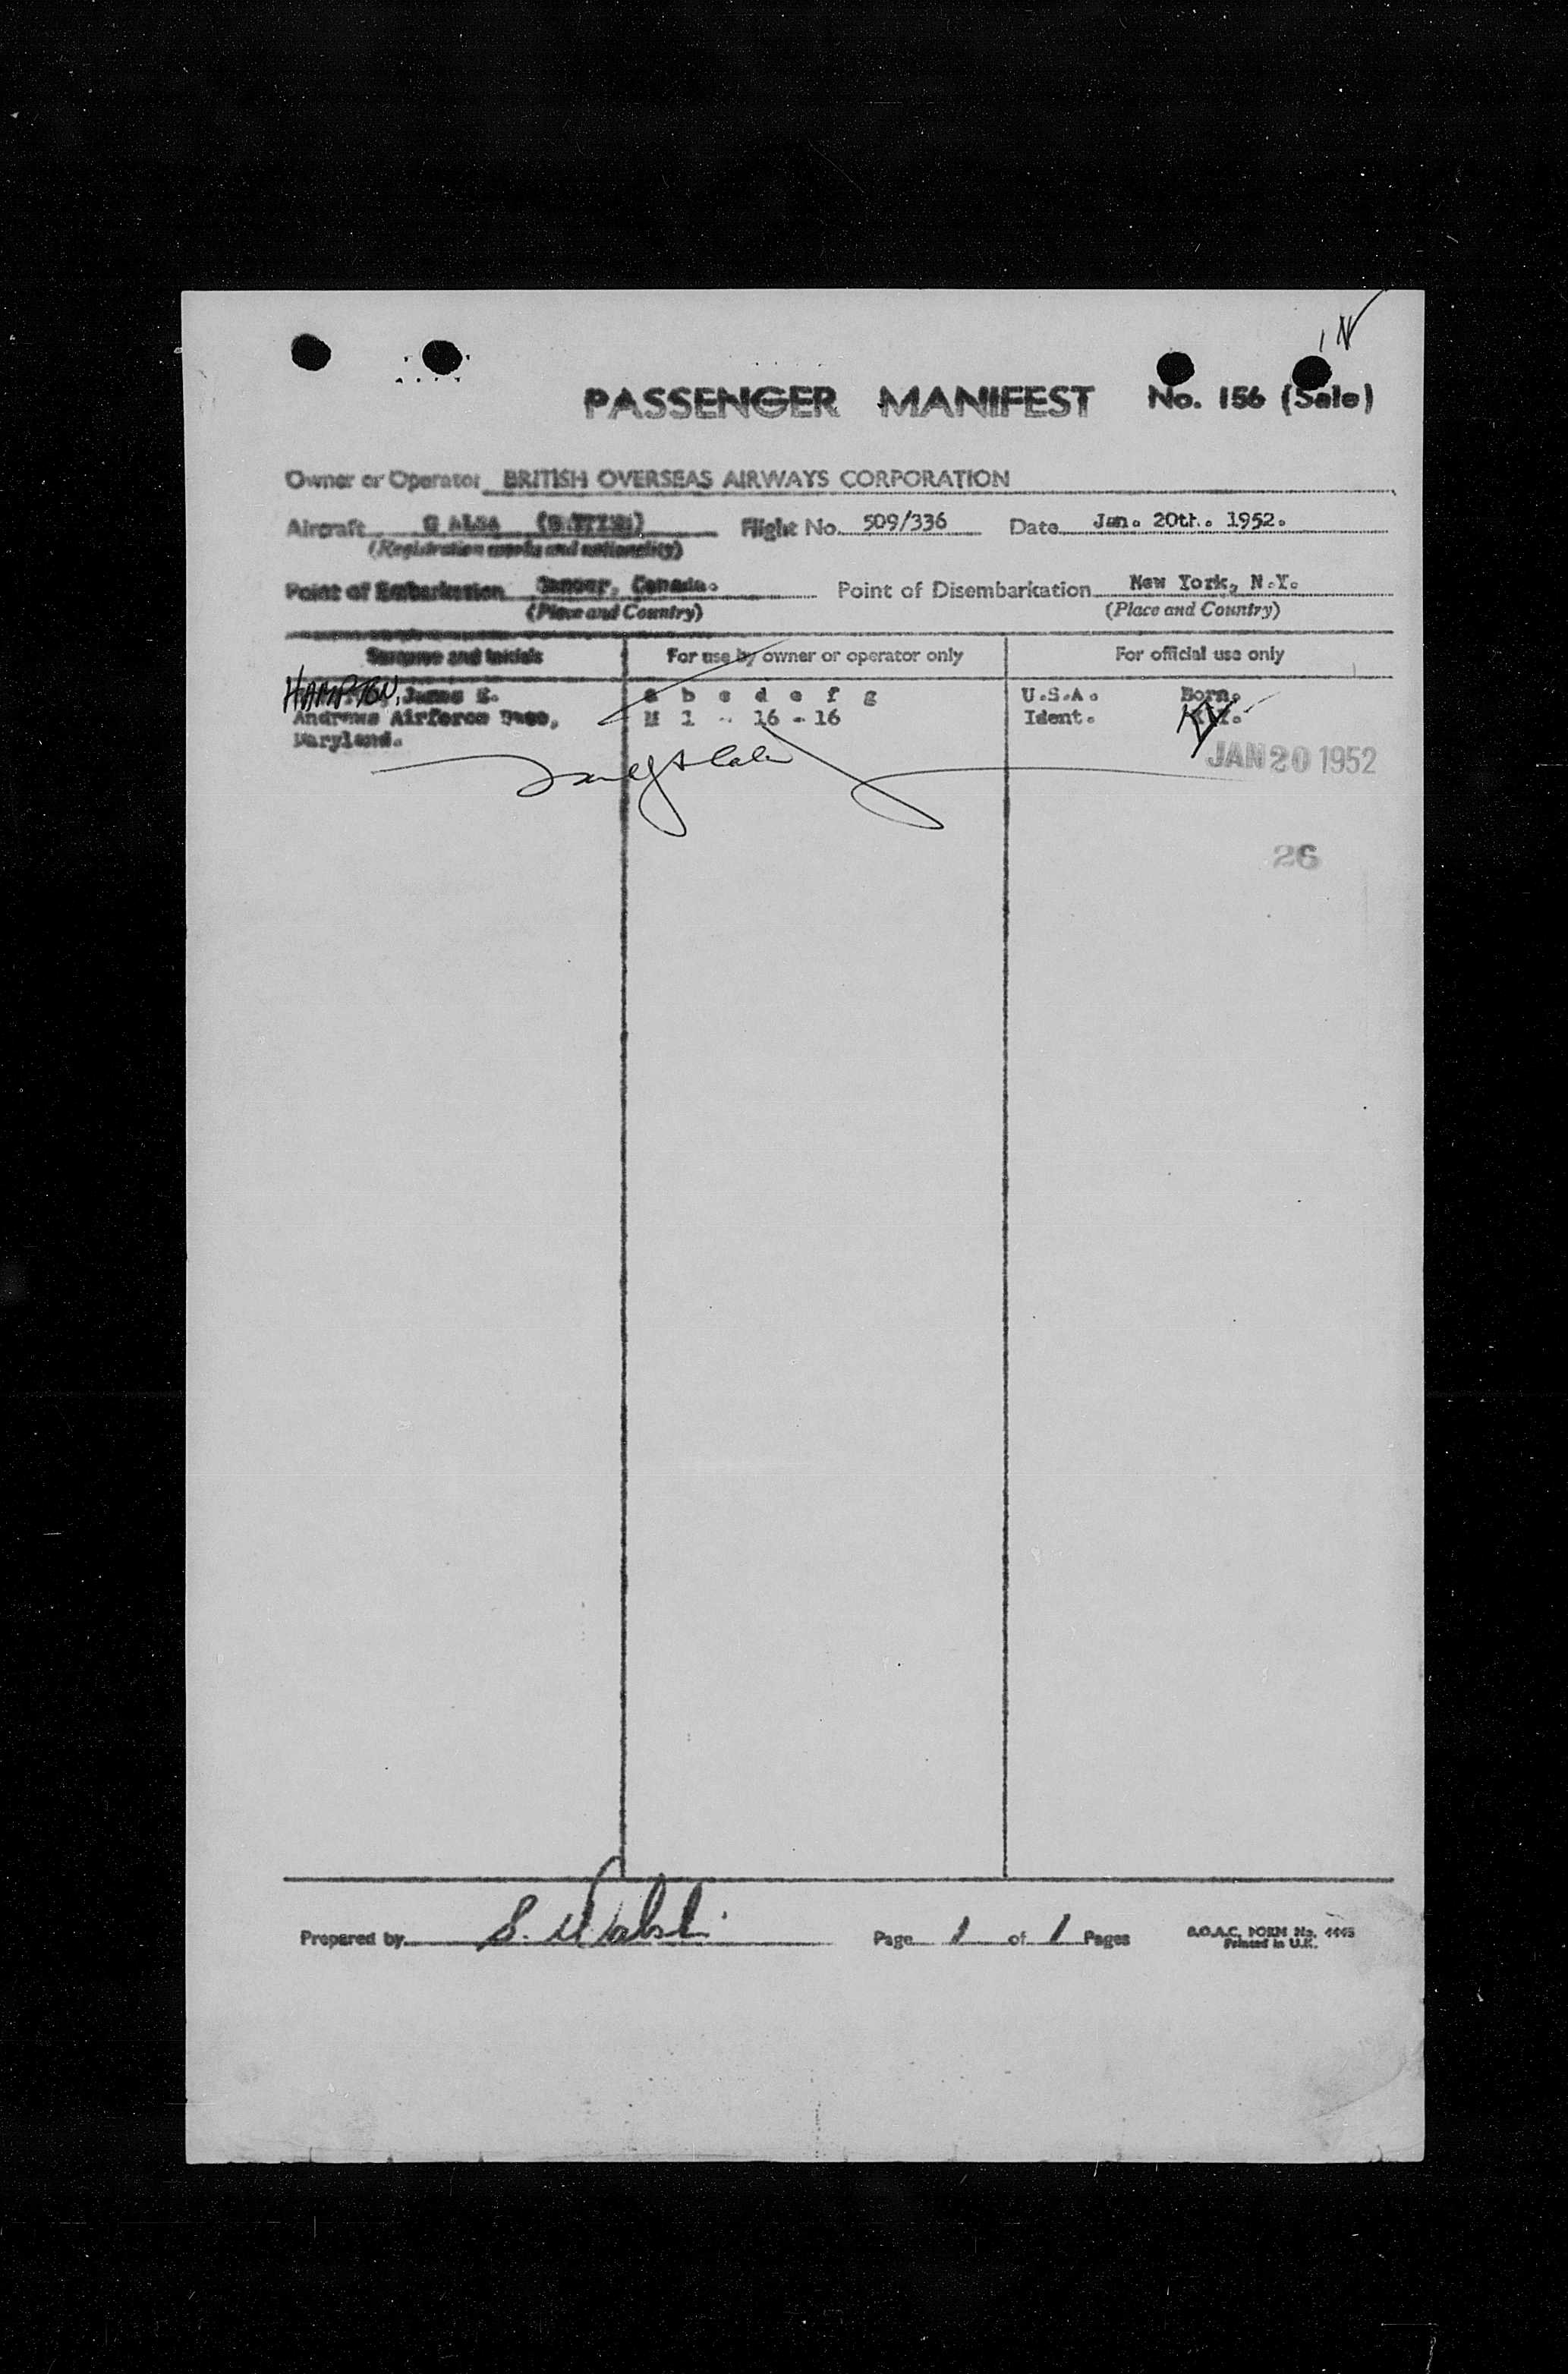 PASSENGER MANIFEST No. 156 (Sale)
Owner or Operator BRITISH OVERSEAS AIRWAYS CORPORATION
Aircraft G ALSA Flight No. 509/336 Date Jan. 20th. 1952.
(Registration marks and nationality)
Point of Embarkation Canada. Point of Disembarkation New York, N.Y.
(Place and Country) (Place and Country)
Surname and Initials For use by owner or operator only For official use only
HAMPTON, James E. a b c d e f g U.S.A. Born.
Andrews Airforce Base, M 1 - 16 - 16 Ident.
Maryland.
JAN 20 1952
26
Prepared by S. Walsh Page 1 of 1 Pages B.O.A.C. FORM No. 4445
Printed in U.K.